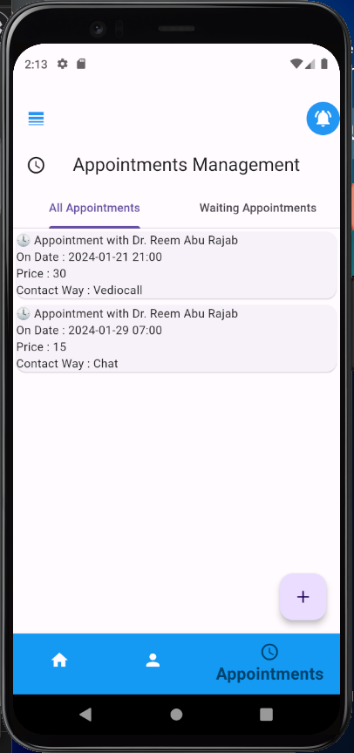 2:13
Appointments Management
All Appointments
Waiting Appointments
Appointment with Dr. Reem Abu Rajab
On Date : 2024-01-21 21:00
Price : 30
Contact Way : Vediocall
Appointment with Dr. Reem Abu Rajab
On Date : 2024-01-29 07:00
Price : 15
Contact Way : Chat
+
Appointments